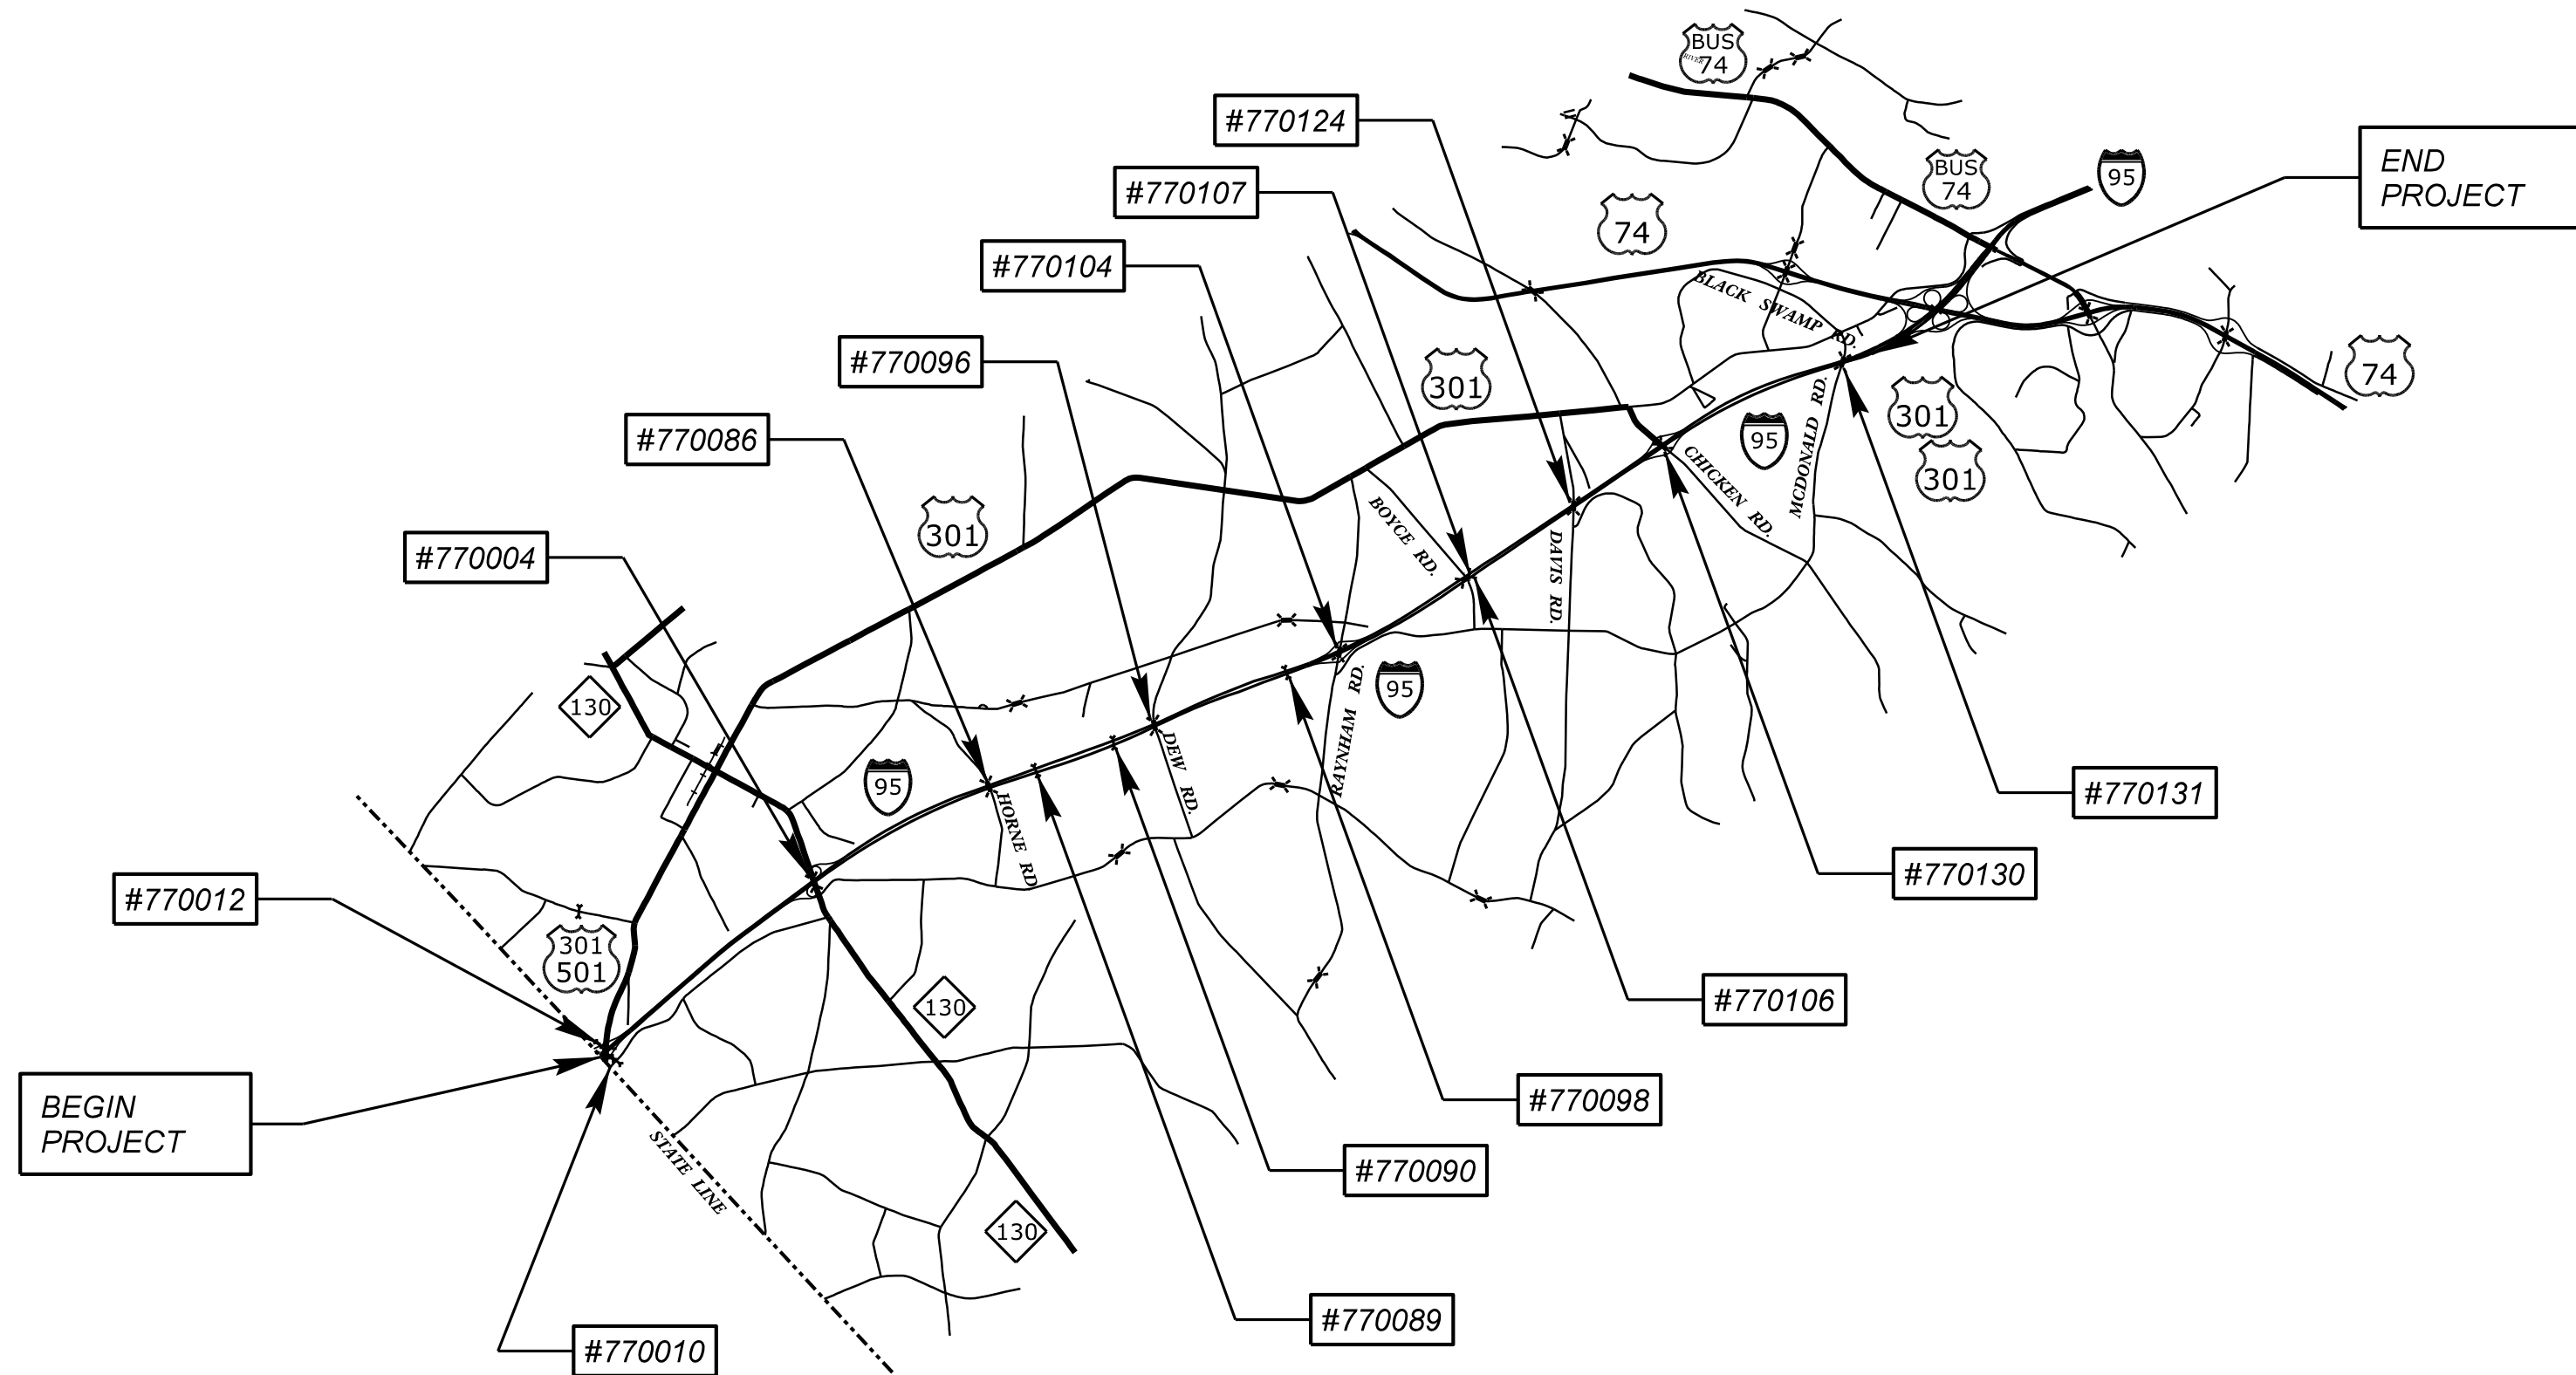 BUS
RIVER
74
#770124
END
PROJECT
BUS
74
95
#770107
74
#770104
BLACK SWAMP RD.
#770096
301
74
301
#770086
95
MCDONALD RD.
CHICKEN RD.
301
301
BOYCE RD.
#770004
DAVIS RD.
130
95
RAYNHAM RD.
DEW RD.
95
HORNE RD
#770131
#770130
#770012
301
501
130
#770106
BEGIN
PROJECT
#770098
STATE LINE
#770090
130
#770089
#770010